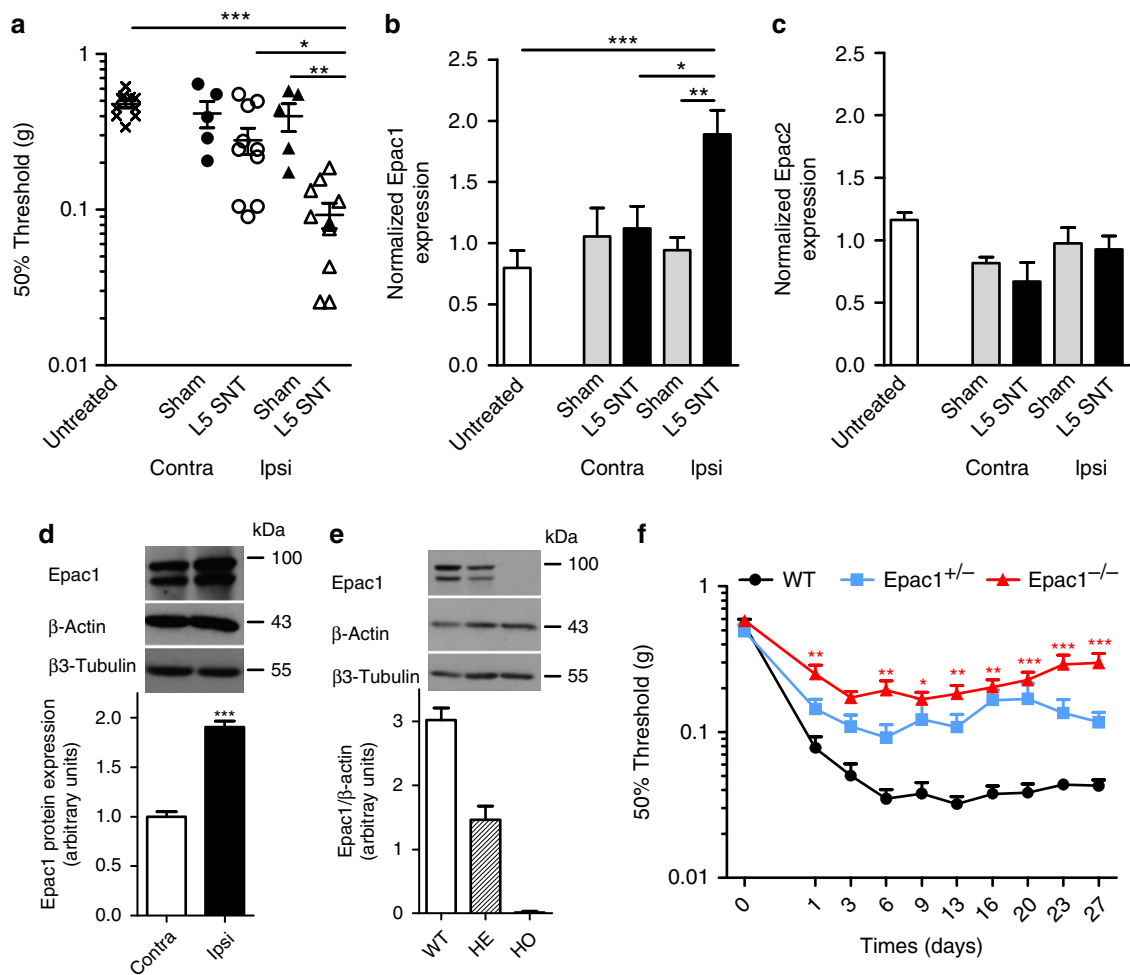 a
***
*
**
1
0.1
0.01
50% Threshold (g)
Untreated
Sham
L5 SNT
Sham
L5 SNT
Contra
Ipsi
b
***
*
**
2.5
2.0
1.5
1.0
0.5
0.0
Normalized Epac1
expression
Untreated
Sham
L5 SNT
Sham
L5 SNT
Contra
Ipsi
c
2.5
2.0
1.5
1.0
0.5
0.0
Normalized Epac2
expression
Untreated
Sham
L5 SNT
Sham
L5 SNT
Contra
Ipsi
d
kDa
Epac1
100
β-Actin
43
β3-Tubulin
55
***
2.0
1.5
1.0
0.5
0.0
Epac1 protein expression
(arbitrary units)
Contra
Ipsi
e
kDa
Epac1
100
β-Actin
43
β3-Tubulin
55
3
2
1
0
Epac1/β-actin
(arbitray units)
WT
HE
HO
f
WT
Epac1+/–
Epac1–/–
1
0.1
0.01
50% Threshold (g)
**
**
*
**
**
***
***
***
0
1
3
6
9
13
16
20
23
27
Times (days)